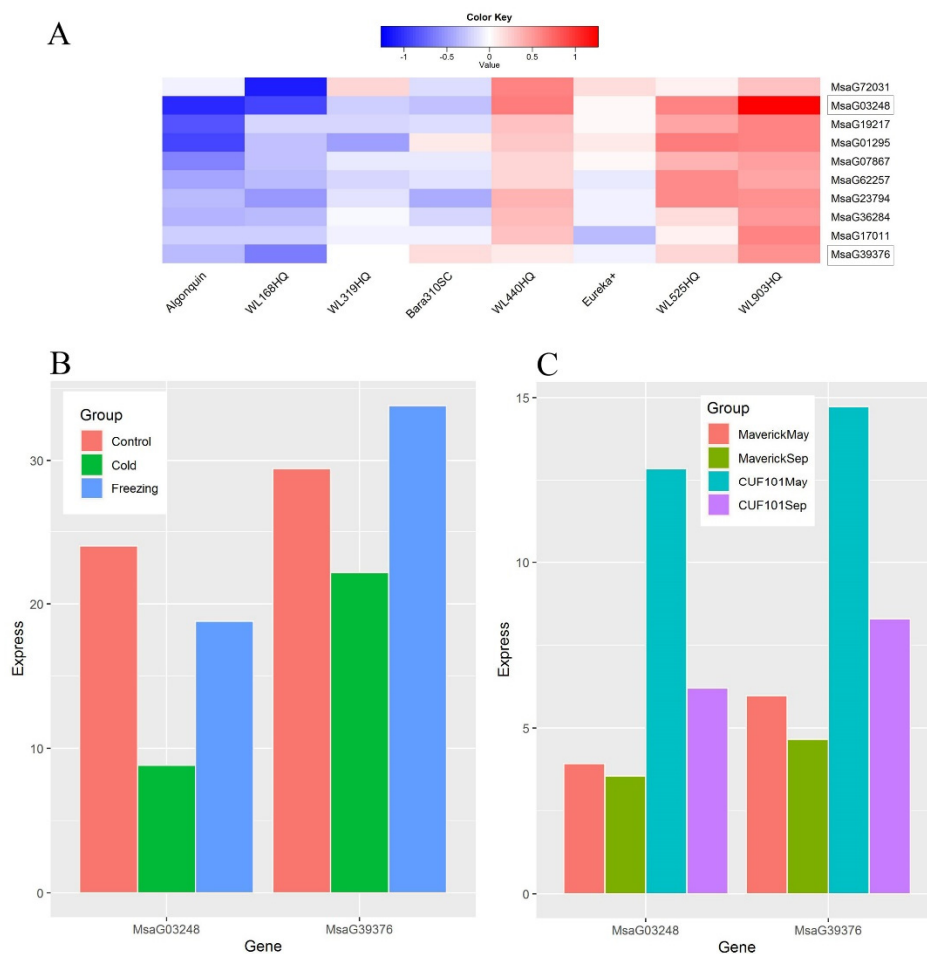 A
Color Key
-1 -0.5 0 0.5 1
Value
MsaG72031
MsaG03248
MsaG19217
MsaG01295
MsaG07867
MsaG62257
MsaG23794
MsaG36284
MsaG17011
MsaG39376
Algonquin WL168HQ WL319HQ Bara310SC WL440HQ Eureka+ WL525HQ WL903HQ
B
Group
Control
Cold
Freezing
30
20
10
0
Express
MsaG03248 MsaG39376
Gene
C
Group
MaverickMay
MaverickSep
CUF101May
CUF101Sep
15
10
5
0
Express
MsaG03248 MsaG39376
Gene